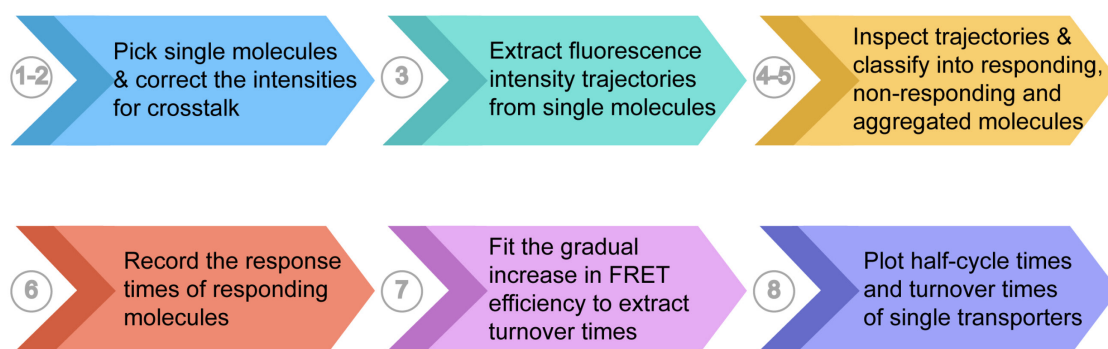 1-2
Pick single molecules
& correct the intensities
for crosstalk
3
Extract fluorescence
intensity trajectories
from single molecules
4-5
Inspect trajectories &
classify into responding,
non-responding and
aggregated molecules
6
Record the response
times of responding
molecules
7
Fit the gradual
increase in FRET
efficiency to extract
turnover times
8
Plot half-cycle times
and turnover times
of single transporters